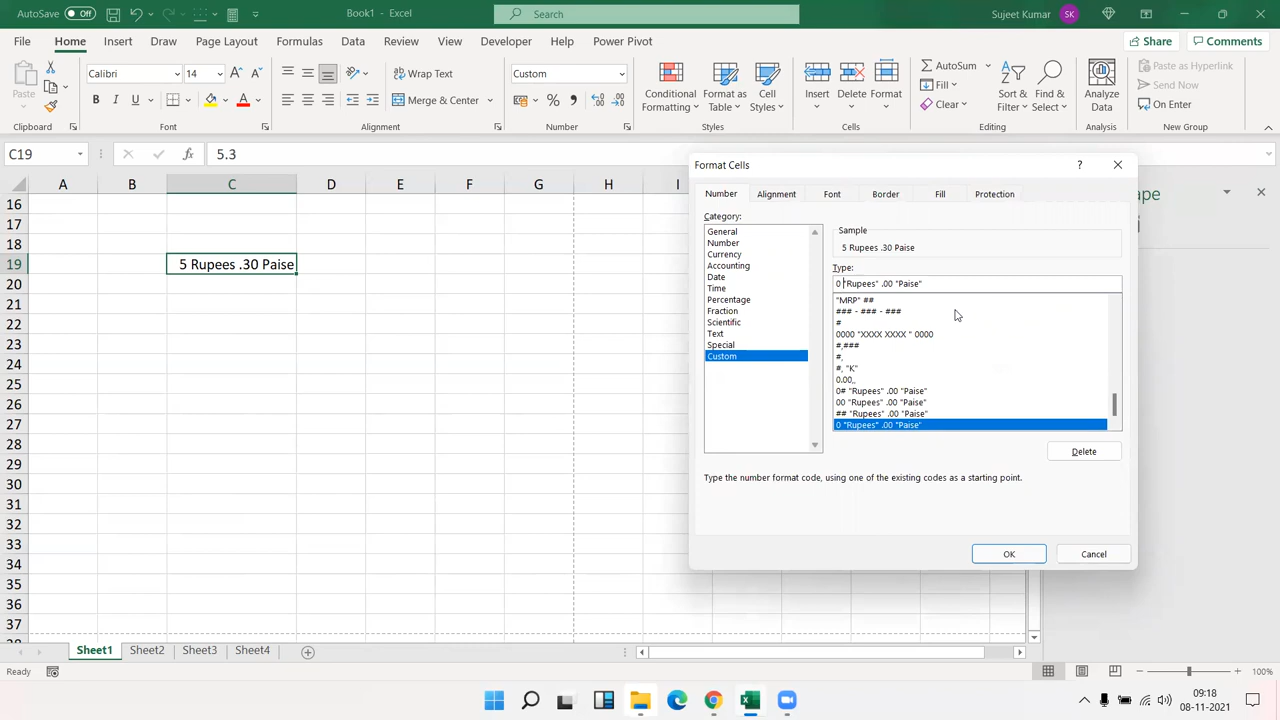 AutoSave Off Book1 - Excel Search Sujeet Kumar SK
File Home Insert Draw Page Layout Formulas Data Review View Developer Help Power Pivot Share Comments
Paste Calibri 14 Wrap Text Custom Conditional Formatting Format as Table Cell Styles Insert Delete Format AutoSum Sort & Filter Find & Select Analyze Data Paste as Hyperlink
B I U A Merge & Center % Fill Send Now
Clear On Enter
Clipboard Font Alignment Number Styles Cells Editing Analysis New Group
C19 fx 5.3
A B C D E F G H I
16
17
18
19 5 Rupees .30 Paise
20
21
22
23
24
25
26
27
28
29
30
31
32
33
34
35
36
37
Format Cells ?
Number Alignment Font Border Fill Protection
Category:
General
Number
Currency
Accounting
Date
Time
Percentage
Fraction
Scientific
Text
Special
Custom
Sample
5 Rupees .30 Paise
Type:
0 "Rupees" .00 "Paise"
"MRP" ##
### - ### - ###
#
0000 "XXXX XXXX " 0000
#,###
#,
#, "K"
0.00,,
0# "Rupees" .00 "Paise"
00 "Rupees" .00 "Paise"
## "Rupees" .00 "Paise"
0 "Rupees" .00 "Paise"
Delete
Type the number format code, using one of the existing codes as a starting point.
OK Cancel
Sheet1 Sheet2 Sheet3 Sheet4
Ready 100%
09:18
08-11-2021